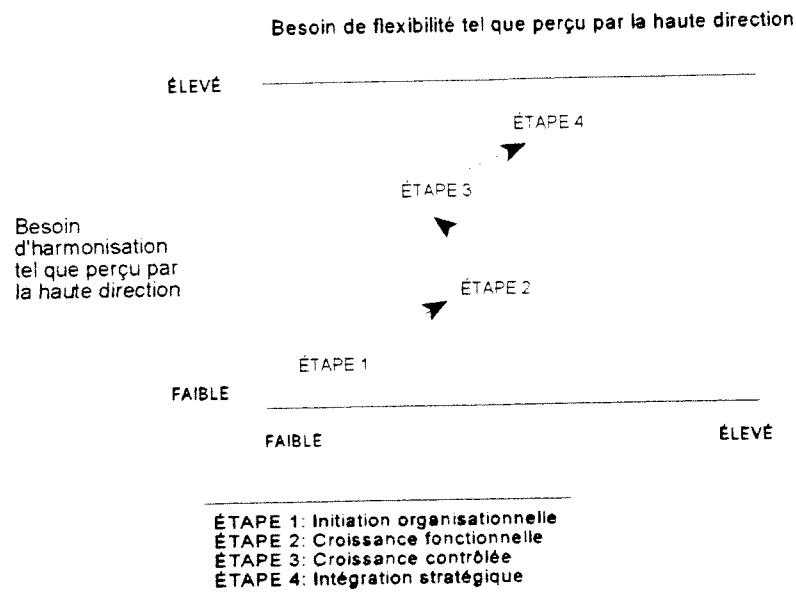 Besoin de flexibilité tel que perçu par la haute direction
ÉLEVÉ
ÉTAPE 4
ÉTAPE 3
Besoin
d'harmonisation
tel que perçu par
la haute direction
ÉTAPE 2
ÉTAPE 1
FAIBLE
FAIBLE
ÉLEVÉ
ÉTAPE 1: Initiation organisationnelle
ÉTAPE 2: Croissance fonctionnelle
ÉTAPE 3: Croissance contrôlée
ÉTAPE 4: Intégration stratégique